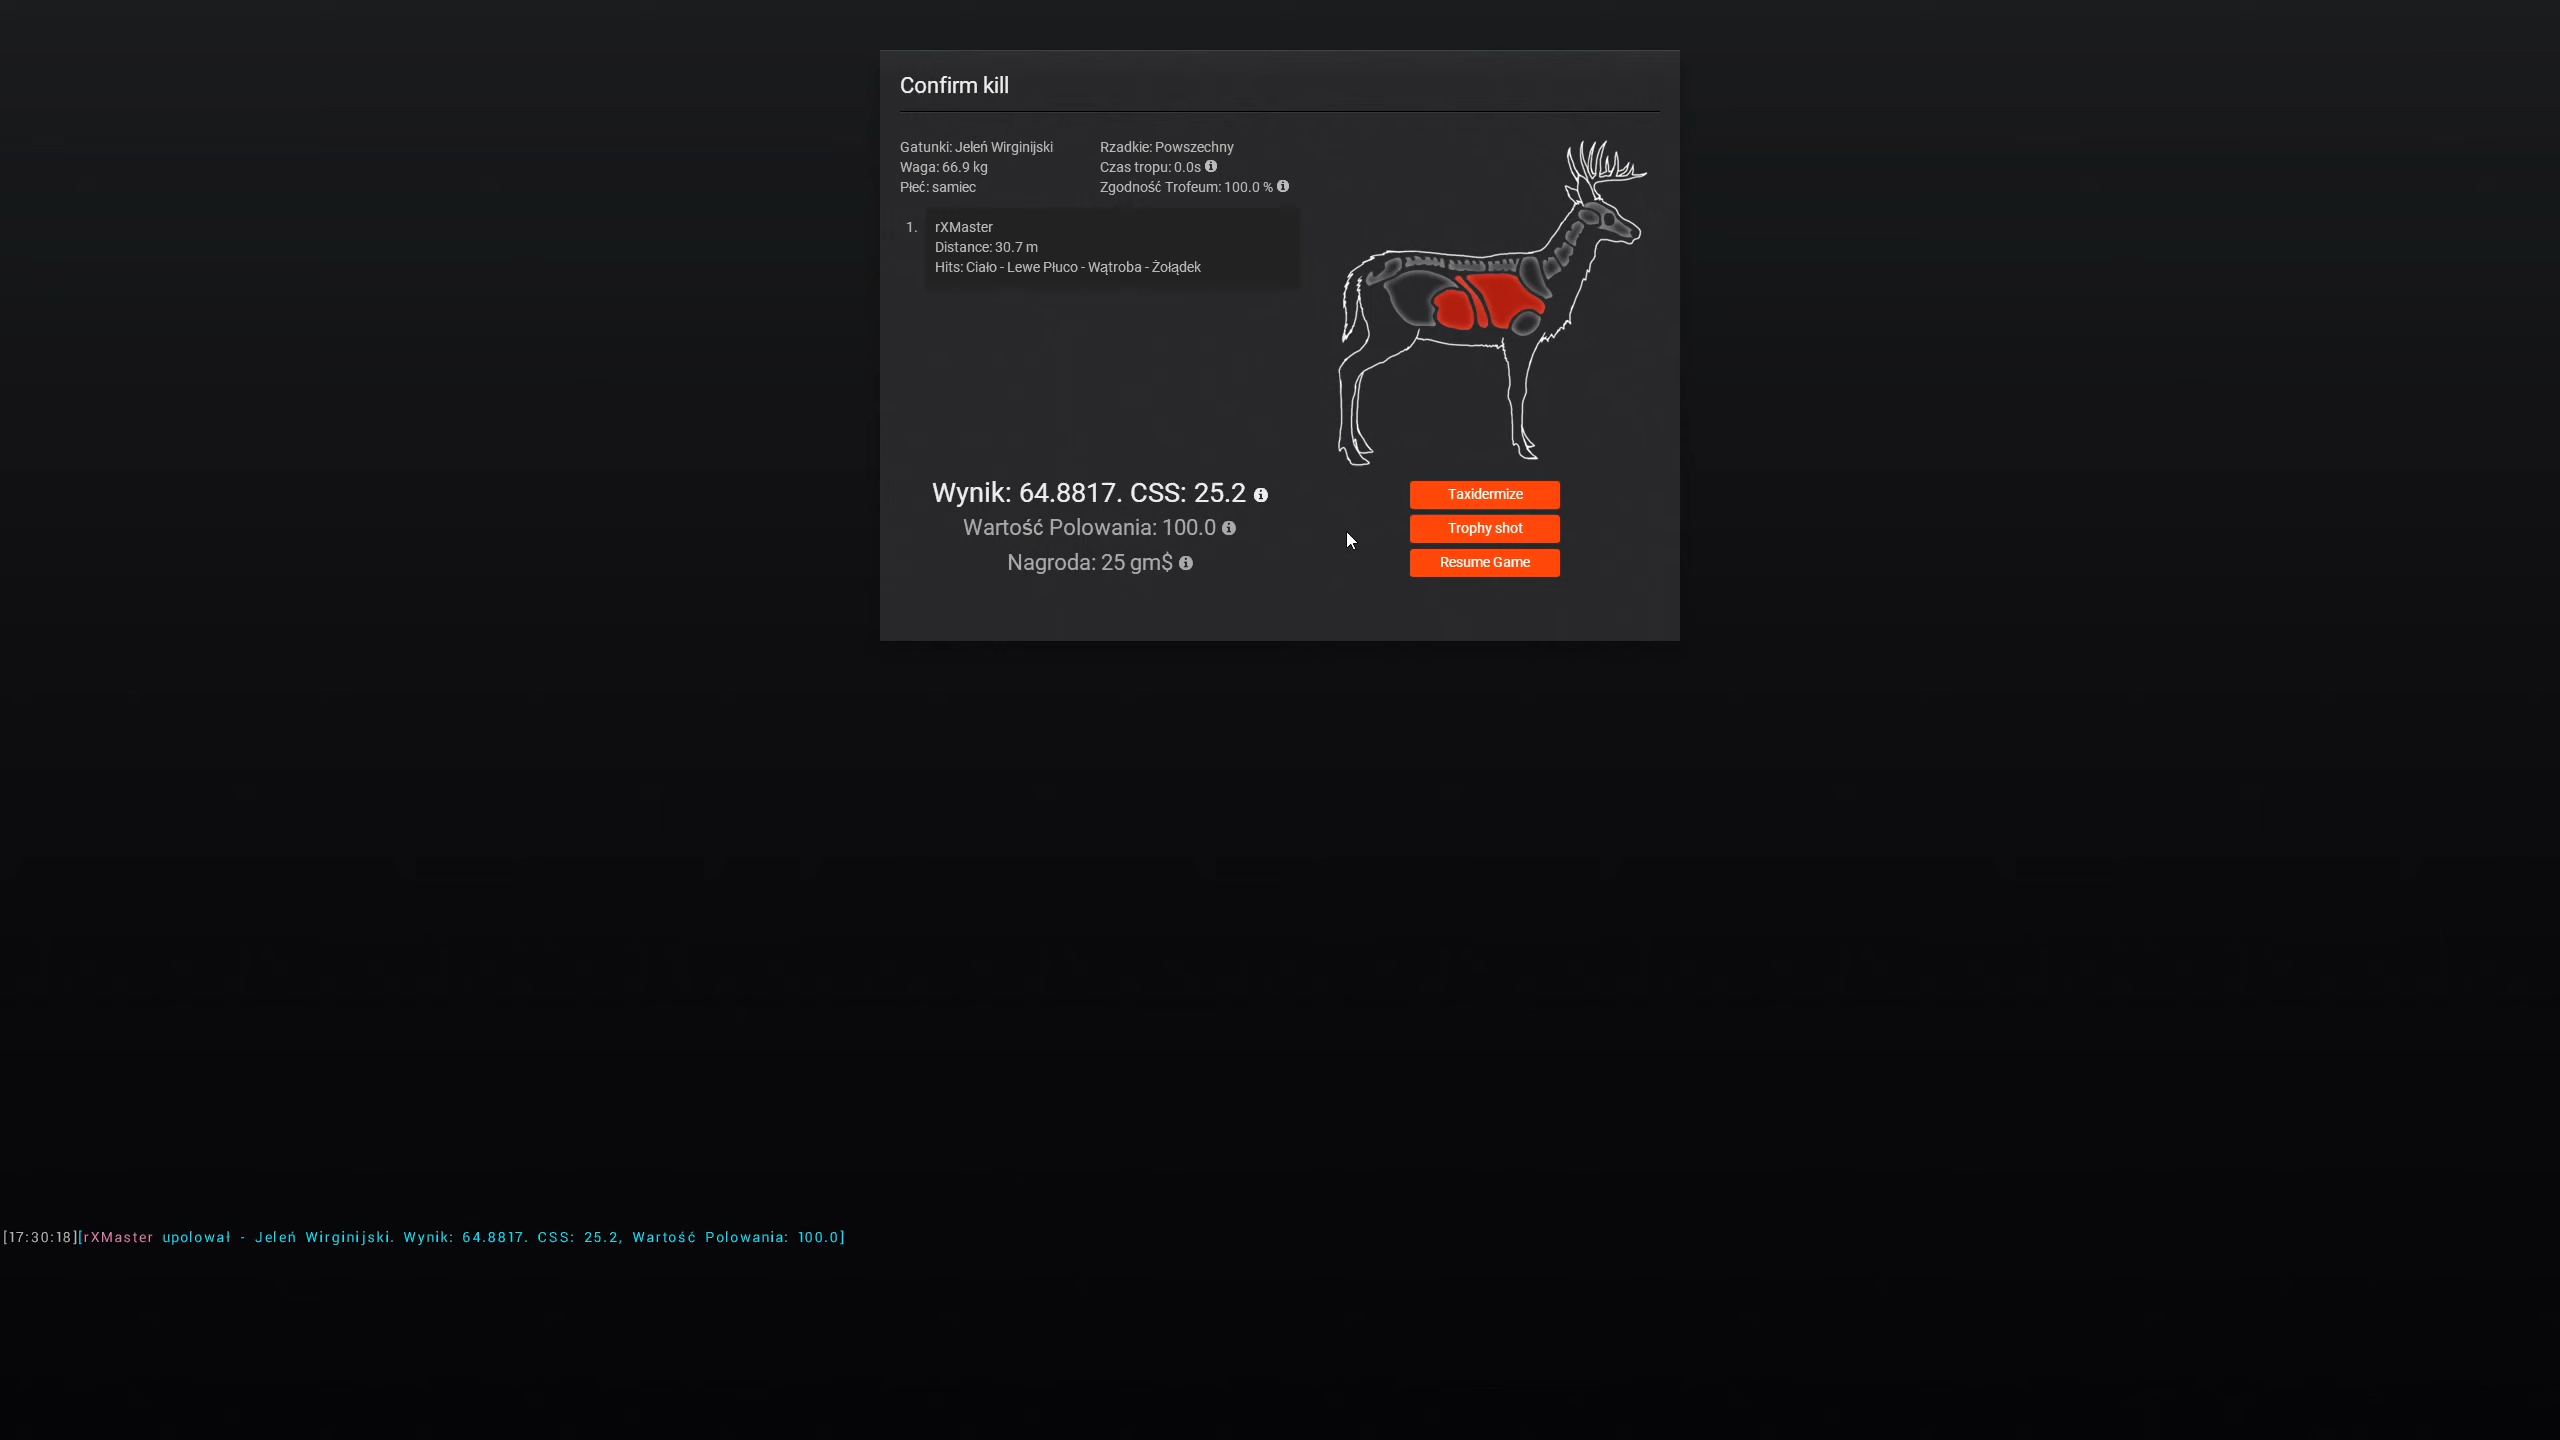 Confirm kill
Gatunki: Jeleń Wirginijski
Waga: 66.9 kg
Płeć: samiec
Rzadkie: Powszechny
Czas tropu: 0.0s
Zgodność Trofeum: 100.0 %
1. rXMaster
Distance: 30.7 m
Hits: Ciało - Lewe Płuco - Wątroba - Żołądek
Wynik: 64.8817. CSS: 25.2
Wartość Polowania: 100.0
Nagroda: 25 gm$
Taxidermize
Trophy shot
Resume Game
[17:30:18][rXMaster upolował - Jeleń Wirginijski. Wynik: 64.8817. CSS: 25.2, Wartość Polowania: 100.0]